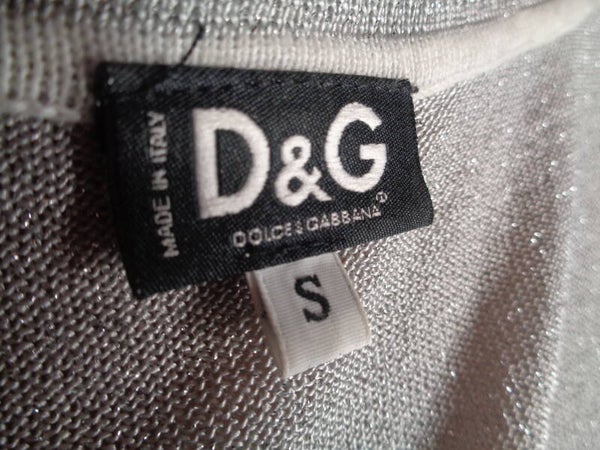 MADE IN ITALY
D&G
DOLCE & GABBANA®
S